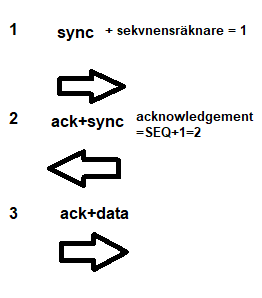 1 sync + sekvnensräknare = 1
2 ack+sync acknowledgement
=SEQ+1=2
3 ack+data